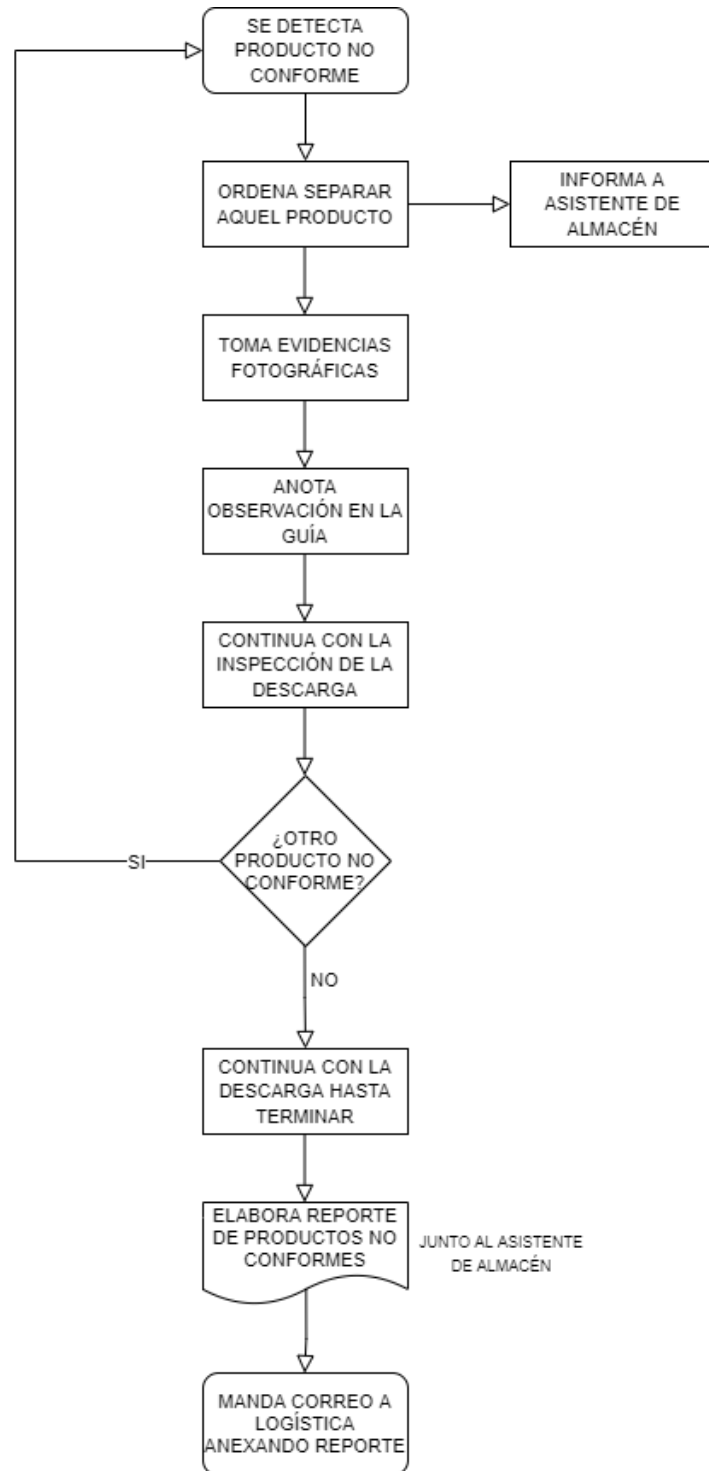 SE DETECTA
PRODUCTO NO
CONFORME
ORDENA SEPARAR
AQUEL PRODUCTO
INFORMA A
ASISTENTE DE
ALMACÉN
TOMA EVIDENCIAS
FOTOGRÁFICAS
ANOTA
OBSERVACIÓN EN LA
GUÍA
CONTINUA CON LA
INSPECCIÓN DE LA
DESCARGA
¿OTRO
PRODUCTO NO
CONFORME?
SI
NO
CONTINUA CON LA
DESCARGA HASTA
TERMINAR
ELABORA REPORTE
DE PRODUCTOS NO
CONFORMES
JUNTO AL ASISTENTE
DE ALMACÉN
MANDA CORREO A
LOGÍSTICA
ANEXANDO REPORTE